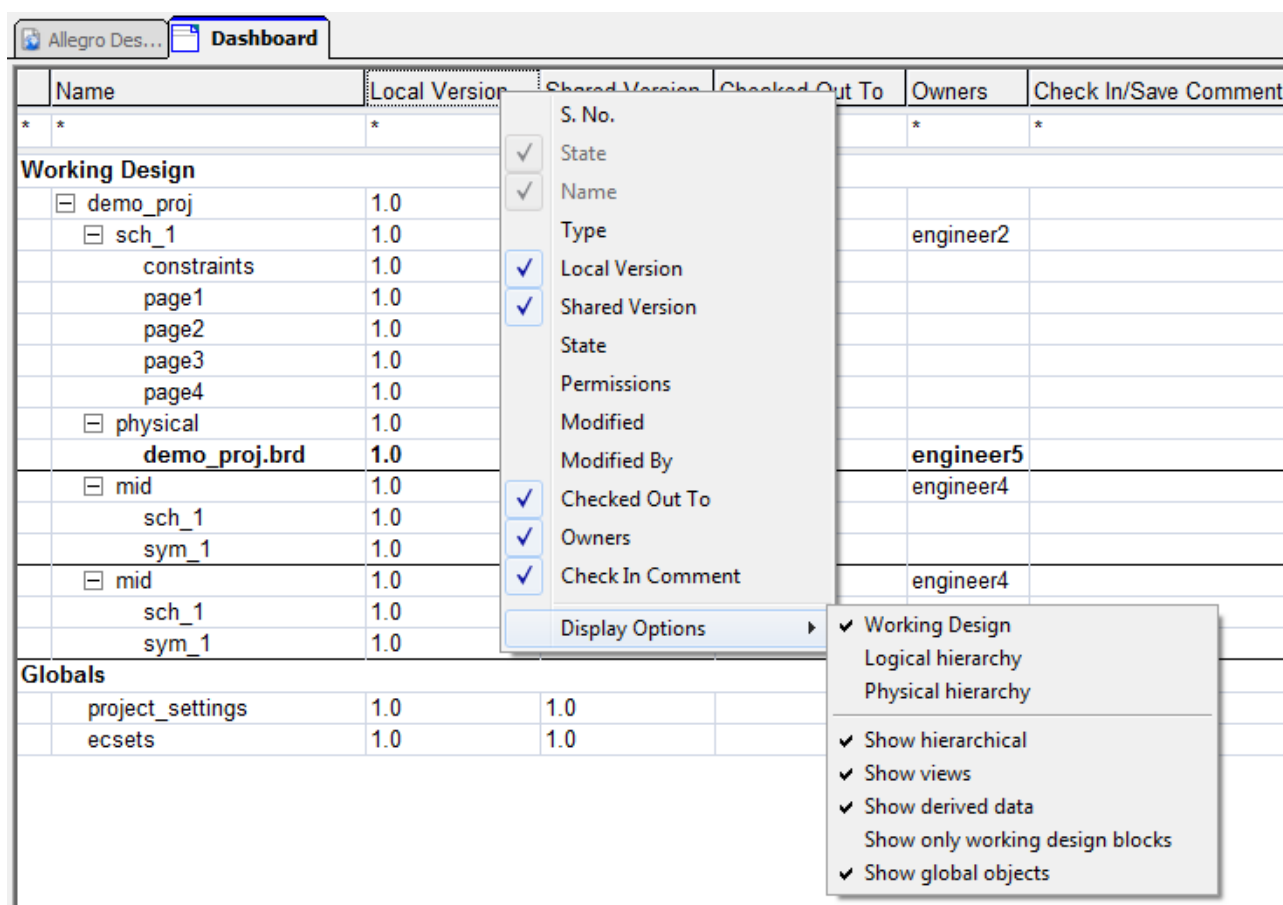 Allegro Des... Dashboard
Name Local Version Shared Version Checked Out To Owners Check In/Save Comment
* * * * *
Working Design
demo_proj 1.0
sch_1 1.0 engineer2
constraints 1.0
page1 1.0
page2 1.0
page3 1.0
page4 1.0
physical 1.0
demo_proj.brd 1.0 engineer5
mid 1.0 engineer4
sch_1 1.0
sym_1 1.0
mid 1.0 engineer4
sch_1 1.0
sym_1 1.0
Globals
project_settings 1.0 1.0
ecsets 1.0 1.0
S. No.
State
Name
Type
Local Version
Shared Version
State
Permissions
Modified
Modified By
Checked Out To
Owners
Check In Comment
Display Options
Working Design
Logical hierarchy
Physical hierarchy
Show hierarchical
Show views
Show derived data
Show only working design blocks
Show global objects